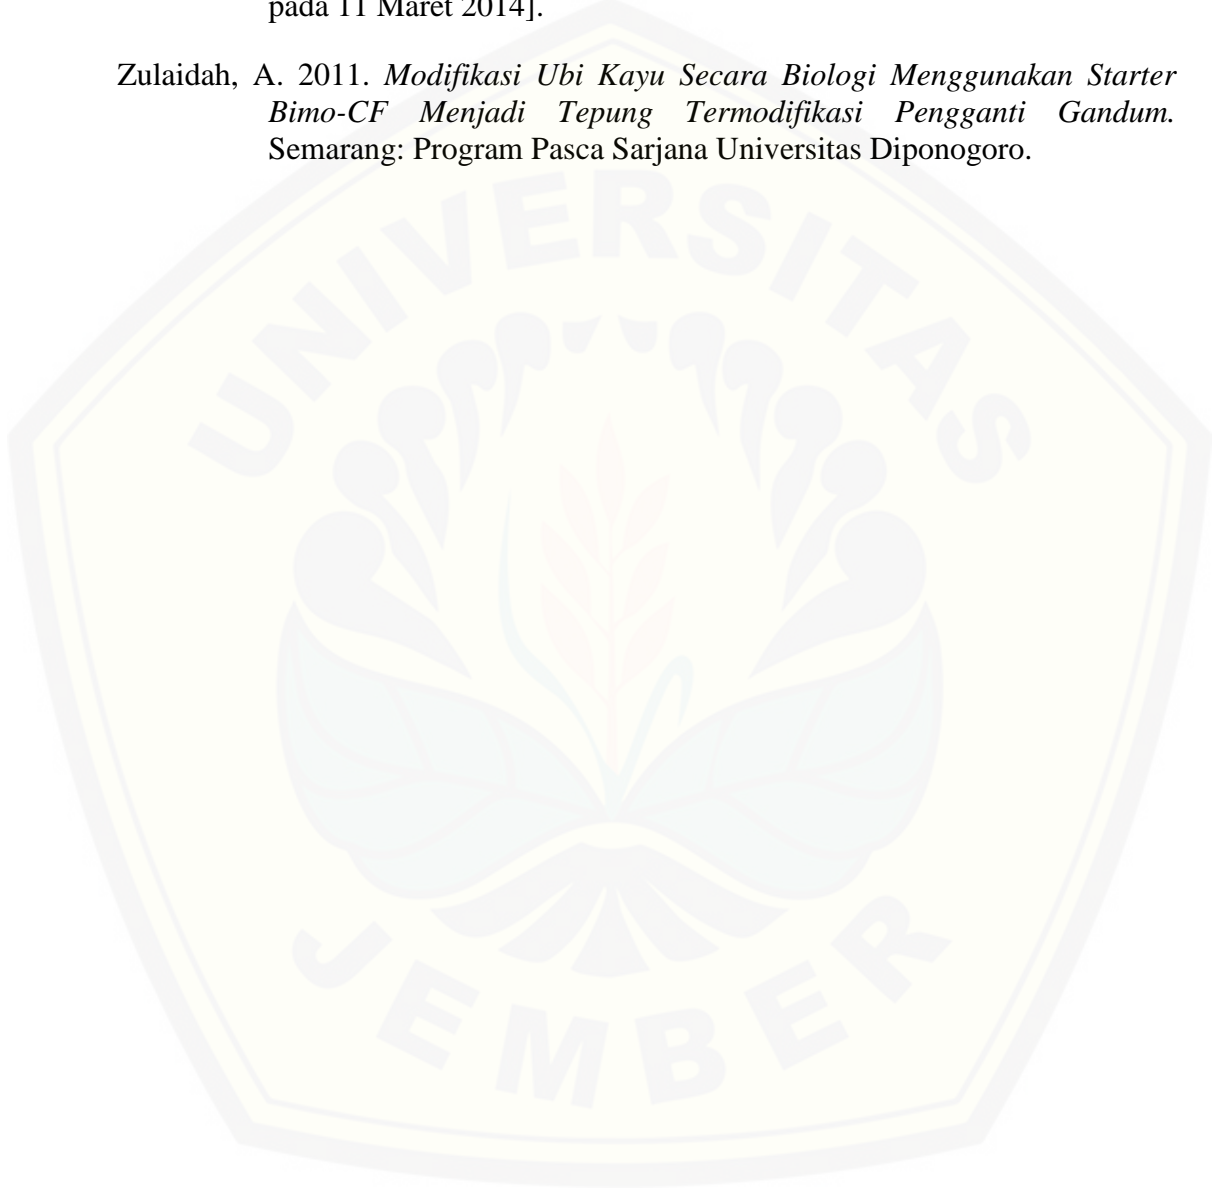 pada 11 Maret 2014].
Zulaidah, A. 2011. Modifikasi Ubi Kayu Secara Biologi Menggunakan Starter
Bimo-CF Menjadi Tepung Termodifikasi Pengganti Gandum.
Semarang: Program Pasca Sarjana Universitas Diponogoro.
UNIVERSITAS
JEMBER